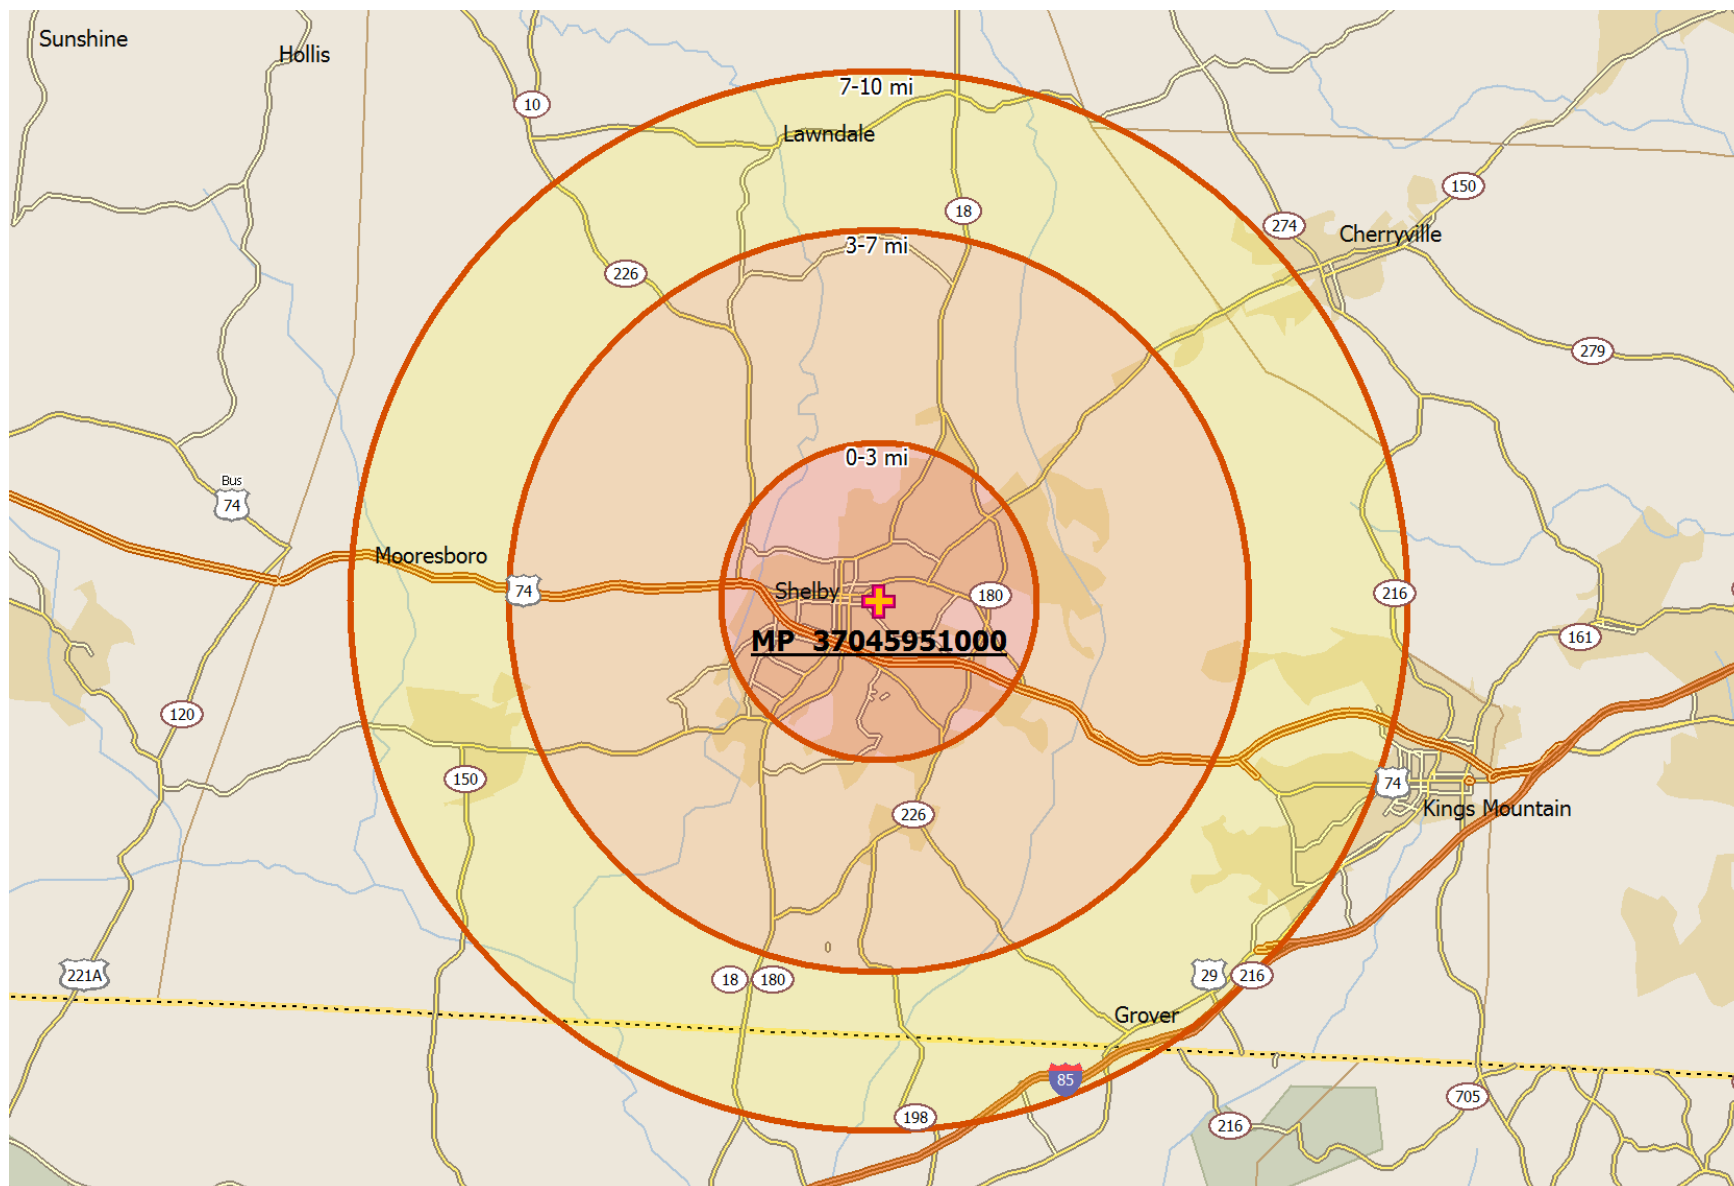 Sunshine
Hollis
7-10 mi
10
Lawndale
150
18
274
Cherryville
3-7 mi
226
279
0-3 mi
Bus
74
Mooresboro
74
Shelby
180
216
MP 37045951000
161
120
150
74
Kings Mountain
226
221A
18
180
29
216
Grover
85
198
705
216